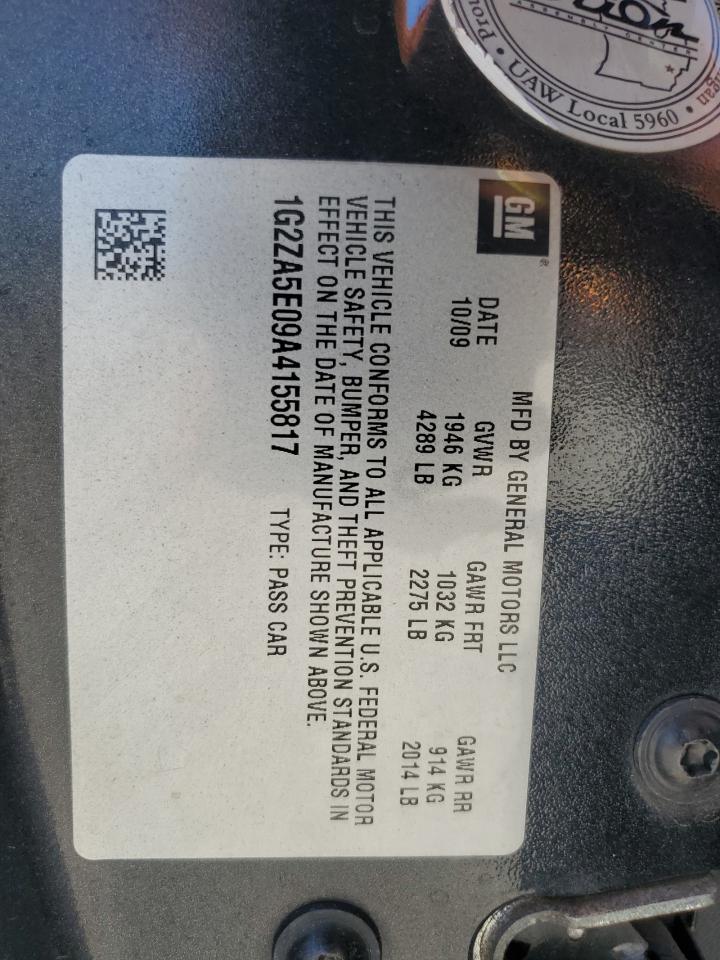 ASSEMBLY CENTER
• UAW Local 5960 •
GM
MFD BY GENERAL MOTORS LLC
DATE GVWR GAWR FRT GAWR RR
10/09 1946 KG 1032 KG 914 KG
4289 LB 2275 LB 2014 LB
THIS VEHICLE CONFORMS TO ALL APPLICABLE U.S. FEDERAL MOTOR
VEHICLE SAFETY, BUMPER, AND THEFT PREVENTION STANDARDS IN
EFFECT ON THE DATE OF MANUFACTURE SHOWN ABOVE.
1G2ZA5E09A4155817 TYPE: PASS CAR